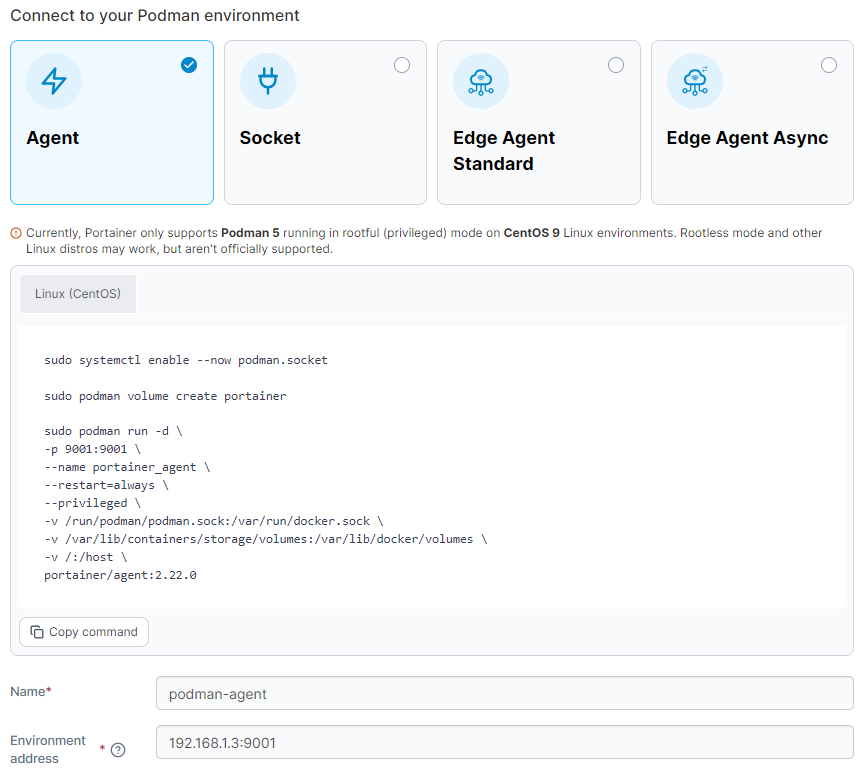 Connect to your Podman environment
Agent
Socket
Edge Agent
Standard
Edge Agent Async
Currently, Portainer only supports Podman 5 running in rootful (privileged) mode on CentOS 9 Linux environments. Rootless mode and other
Linux distros may work, but aren't officially supported.
Linux (CentOS)
sudo systemctl enable --now podman.socket
sudo podman volume create portainer
sudo podman run -d \
-p 9001:9001 \
--name portainer_agent \
--restart=always \
--privileged \
-v /run/podman/podman.sock:/var/run/docker.sock \
-v /var/lib/containers/storage/volumes:/var/lib/docker/volumes \
-v /:/host \
portainer/agent:2.22.0
Copy command
Name*
podman-agent
Environment
address * ?
192.168.1.3:9001